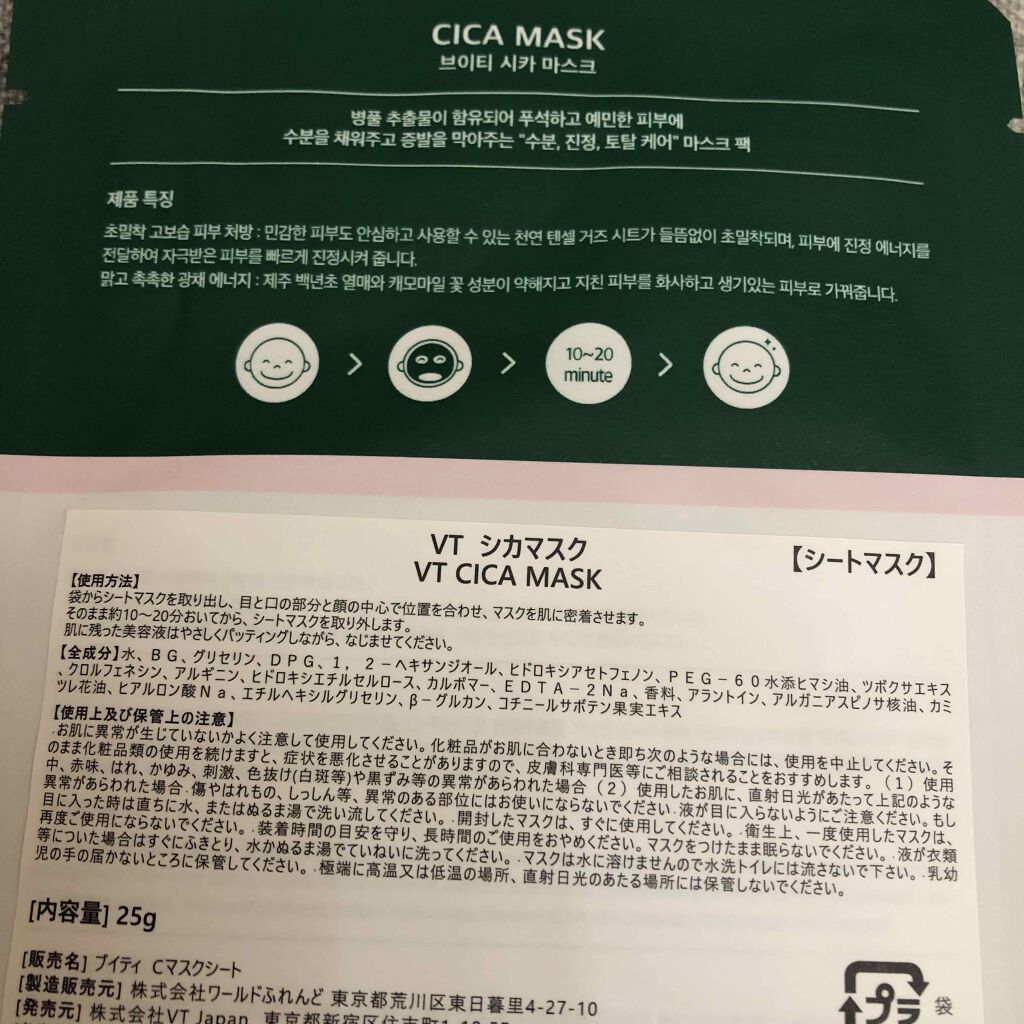 CICA MASK
브이티 시카 마스크
병풀 추출물이 함유되어 푸석하고 예민한 피부에
수분을 채워주고 증발을 막아주는 "수분, 진정, 토탈 케어" 마스크 팩
제품 특징
초밀착 고보습 피부 처방 : 민감한 피부도 안심하고 사용할 수 있는 천연 텐셀 거즈 시트가 들뜸없이 초밀착되며, 피부에 진정 에너지를
전달하여 자극받은 피부를 빠르게 진정시켜 줍니다.
맑고 촉촉한 광채 에너지 : 제주 백년초 열매와 캐모마일 꽃 성분이 약해지고 지친 피부를 화사하고 생기있는 피부로 가꿔줍니다.
10~20
minute
VT シカマスク
【シートマスク】
VT CICA MASK
【使用方法】
袋からシートマスクを取り出し、目と口の部分と顔の中心で位置を合わせ、マスクを肌に密着させます。
そのまま約10〜20分おいてから、シートマスクを取り外します。
肌に残った美容液はやさしくパッティングしながら、なじませてください。
【全成分】水、ＢＧ、グリセリン、ＤＰＧ、１，２－ヘキサンジオール、ヒドロキシアセトフェノン、ＰＥＧ－６０水添ヒマシ油、ツボクサエキス
、クロルフェネシン、アルギニン、ヒドロキシエチルセルロース、カルボマー、ＥＤＴＡ－２Ｎａ、香料、アラントイン、アルガニアスピノサ核油、カミ
ツレ花油、ヒアルロン酸Ｎａ、エチルヘキシルグリセリン、β－グルカン、コチニールサボテン果実エキス
【使用上及び保管上の注意】
·お肌に異常が生じていないかよく注意して使用してください。化粧品がお肌に合わないとき即ち次のような場合には、使用を中止してください。そ
のまま化粧品類の使用を続けますと、症状を悪化させることがありますので、皮膚科専門医等にご相談されることをおすすめします。（1）使用
中、赤味、はれ、かゆみ、刺激、色抜け(白斑等)や黒ずみ等の異常があらわれた場合（2）使用したお肌に、直射日光があたって上記のような
異常があらわれた場合·傷やはれもの、しっしん等、異常のある部位にはお使いにならないでください·液が目に入らないようにご注意ください。もし
目に入った時は直ちに水、またはぬるま湯で洗い流してください。·開封したマスクは、すぐに使用してください。·衛生上、一度使用したマスクは、
再度ご使用にならないでください。·装着時間の目安を守り、長時間のご使用をおやめください。マスクをつけたまま眠らないでください。·液が衣類
等についた場合はすぐにふきとり、水かぬるま湯でていねいに洗ってください。·マスクは水に溶けませんので水洗トイレには流さないで下さい。·乳幼
児の手の届かないところに保管してください。·極端に高温又は低温の場所、直射日光のあたる場所には保管しないでください。
[内容量] 25g
[販売名] ブイティ Cマスクシート
[製造販売元] 株式会社ワールドふれんど 東京都荒川区東日暮里4-27-10
[発売元] 株式会社VT Japan 東京都新宿区住吉町1-
プラ
袋